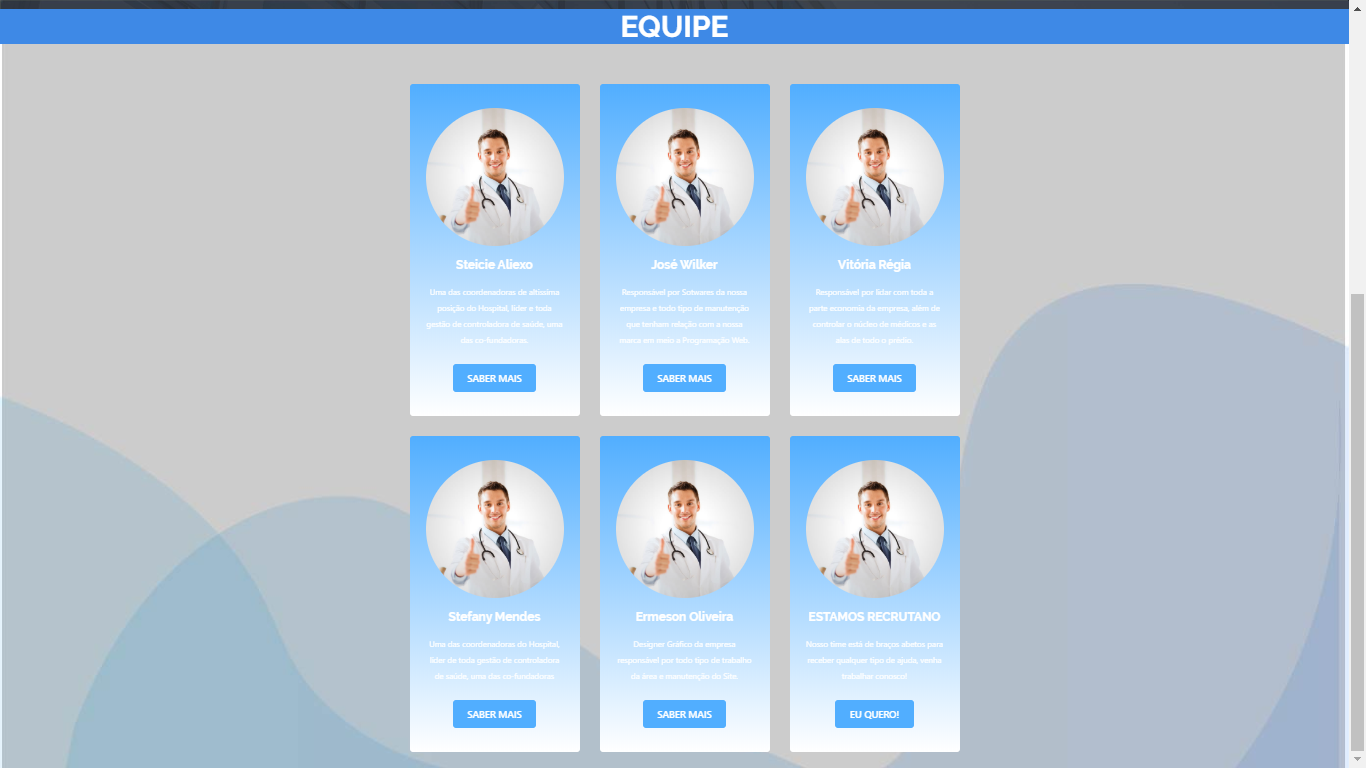 EQUIPE
Steicie Aliexo
Uma das coordenadoras de altíssima
posição do Hospital, líder e toda
gestão de controladora de saúde, uma
das co-fundadoras.
SABER MAIS
José Wilker
Responsável por Sotwares da nossa
empresa e todo tipo de manutenção
que tenham relação com a nossa
marca em meio a Programação Web.
SABER MAIS
Vitória Régia
Responsável por lidar com toda a
parte economia da empresa, além de
controlar o núcleo de médicos e as
alas de todo o prédio.
SABER MAIS
Stefany Mendes
Uma das coordenadoras do Hospital,
líder de toda gestão de controladora
de saúde, uma das co-fundadoras
SABER MAIS
Ermeson Oliveira
Designer Gráfico da empresa
responsável por todo tipo de trabalho
da área e manutenção do Site.
SABER MAIS
ESTAMOS RECRUTANO
Nosso time está de braços abetos para
receber qualquer tipo de ajuda, venha
trabalhar conosco!
EU QUERO!